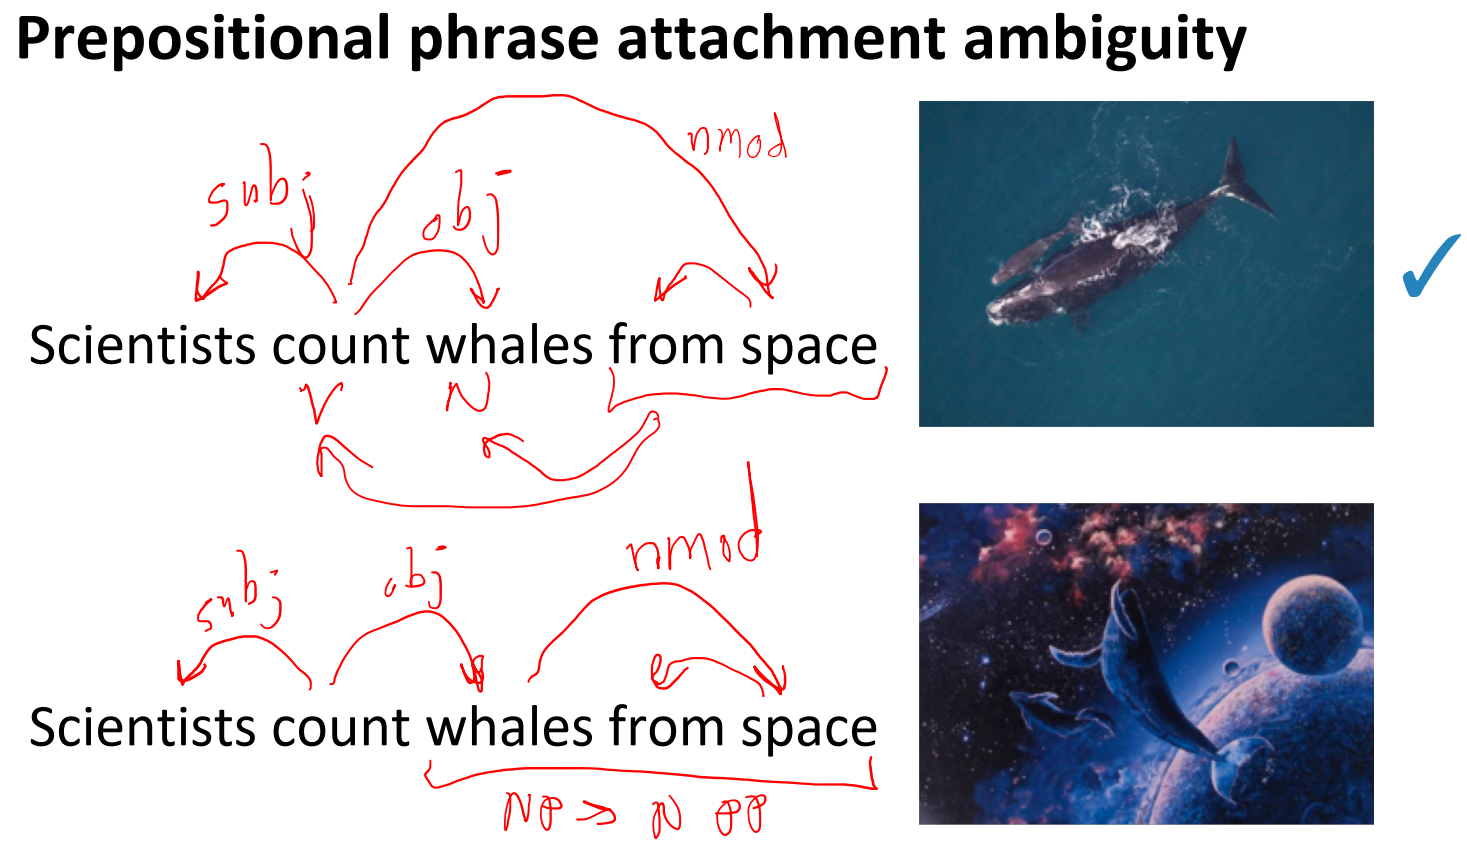 Prepositional phrase attachment ambiguity
nmod
subj
obj
Scientists count whales from space
V N
nmod
subj obj
Scientists count whales from space
NP => N PP